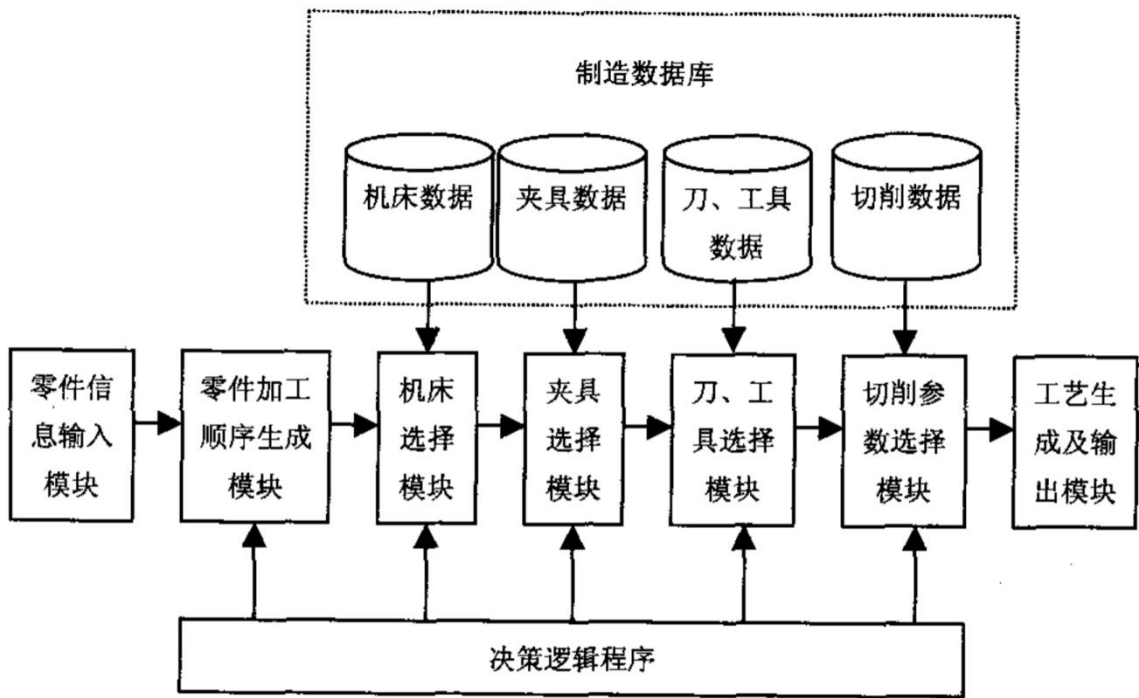 制造数据库
机床数据
夹具数据
刀、工具
数据
切削数据
零件信
息输入
模块
零件加工
顺序生成
模块
机床
选择
模块
夹具
选择
模块
刀、工
具选择
模块
切削参
数选择
模块
工艺生
成及输
出模块
决策逻辑程序